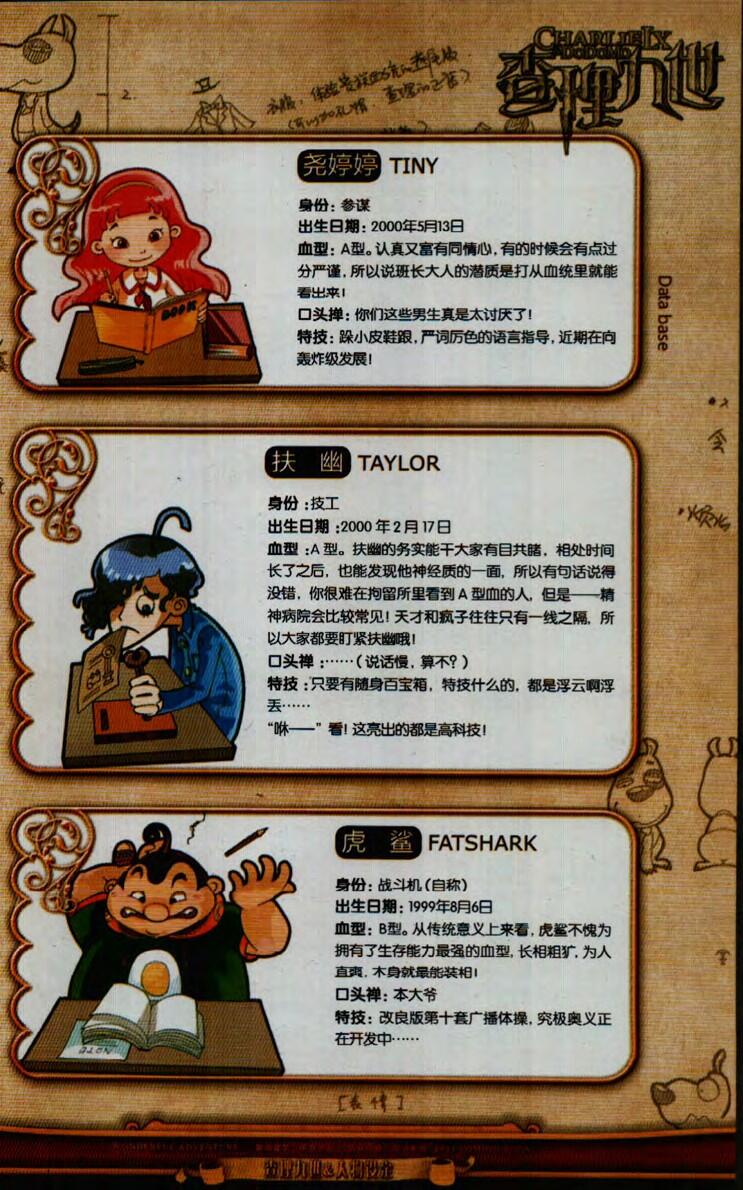 CHARLIE IX
& DODOMO
查理九世
2.
尧婷婷 TINY
身份: 参谋
出生日期: 2000年5月13日
血型: A型。认真又富有同情心, 有的时候会有点过
分严谨, 所以说班长大人的潜质是打从血统里就能
看出来!
口头禅: 你们这些男生真是太讨厌了!
特技: 跺小皮鞋跟, 严词厉色的语言指导, 近期在向
轰炸级发展!
BOOK
Data base
扶 幽 TAYLOR
身份 :技工
出生日期 :2000 年 2 月 17 日
血型 :A 型。扶幽的务实能干大家有目共睹, 相处时间
长了之后, 也能发现他神经质的一面, 所以有句话说得
没错, 你很难在拘留所里看到 A 型血的人, 但是——精
神病院会比较常见! 天才和疯子往往只有一线之隔, 所
以大家都要盯紧扶幽哦!
口头禅 :……( 说话慢, 算不? )
特技 :只要有随身百宝箱, 特技什么的, 都是浮云啊浮
丢……
“咻——” 看! 这亮出的都是高科技!
虎 鲨 FATSHARK
身份: 战斗机(自称)
出生日期: 1999年8月6日
血型: B型。从传统意义上来看, 虎鲨不愧为
拥有了生存能力最强的血型, 长相粗犷, 为人
直爽, 本身就最能装相!
口头禅: 本大爷
特技: 改良版第十套广播体操, 究极奥义正
在开发中……
NOTE
[表情]
查理九世&人物设定